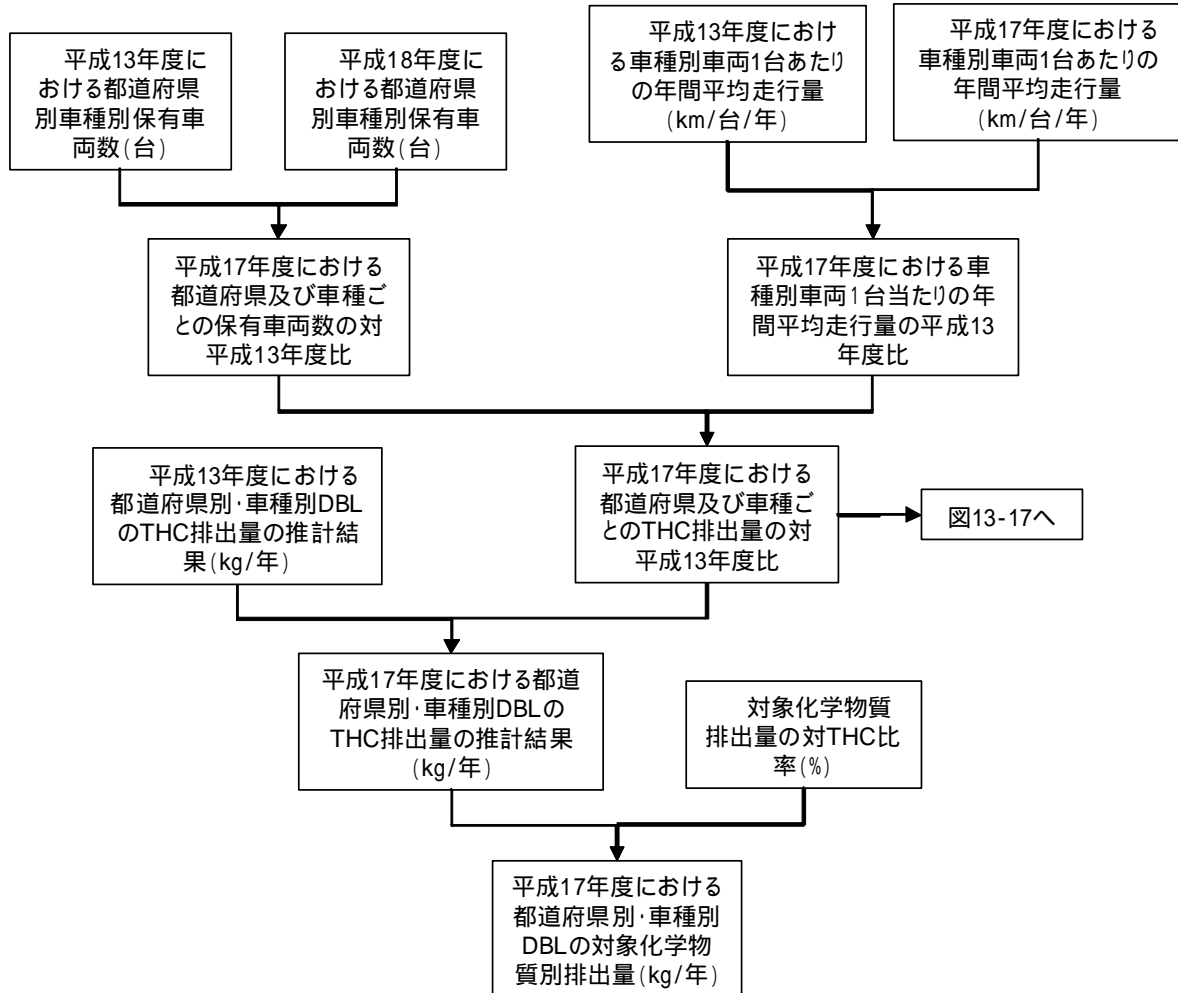 平成13年度に
おける都道府県
別車種別保有車
両数(台)
平成18年度に
おける都道府県
別車種別保有車
両数(台)
平成13年度におけ
る車種別車両1台あたり
の年間平均走行量
(km/台/年)
平成17年度における
車種別車両1台あたりの
年間平均走行量
(km/台/年)
平成17年度における
都道府県及び車種ご
との保有車両数の対
平成13年度比
平成17年度における車
種別車両1台当たりの年
間平均走行量の平成13
年度比
平成13年度における
都道府県別･車種別DBL
のTHC排出量の推計結
果(kg/年)
平成17年度における
都道府県及び車種ご
とのTHC排出量の対
平成13年度比
図13-17へ
平成17年度における都道
府県別･車種別DBLの
THC排出量の推計結果
(kg/年)
対象化学物質
排出量の対THC比
率(%)
平成17年度における
都道府県別･車種別
DBLの対象化学物
質別排出量(kg/年)